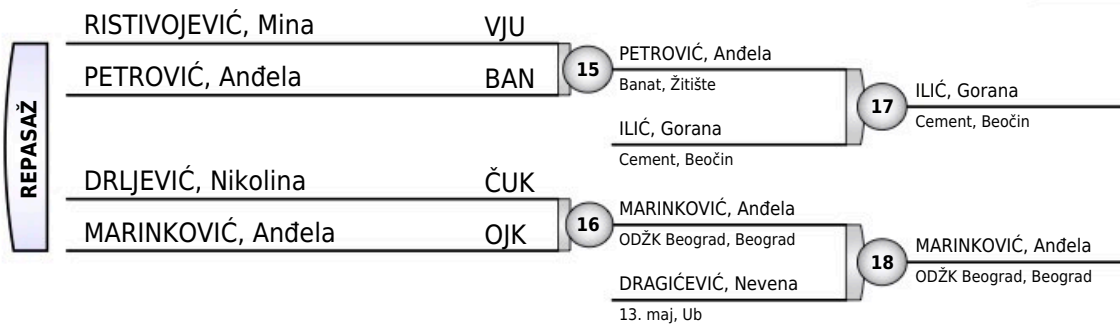 RISTIVOJEVIĆ, Mina VJU
PETROVIĆ, Anđela BAN
15
PETROVIĆ, Anđela
Banat, Žitište
ILIĆ, Gorana
Cement, Beočin
17
ILIĆ, Gorana
Cement, Beočin
REPASAŽ
DRLJEVIĆ, Nikolina ČUK
MARINKOVIĆ, Anđela OJK
16
MARINKOVIĆ, Anđela
ODŽK Beograd, Beograd
DRAGIĆEVIĆ, Nevena
13. maj, Ub
18
MARINKOVIĆ, Anđela
ODŽK Beograd, Beograd